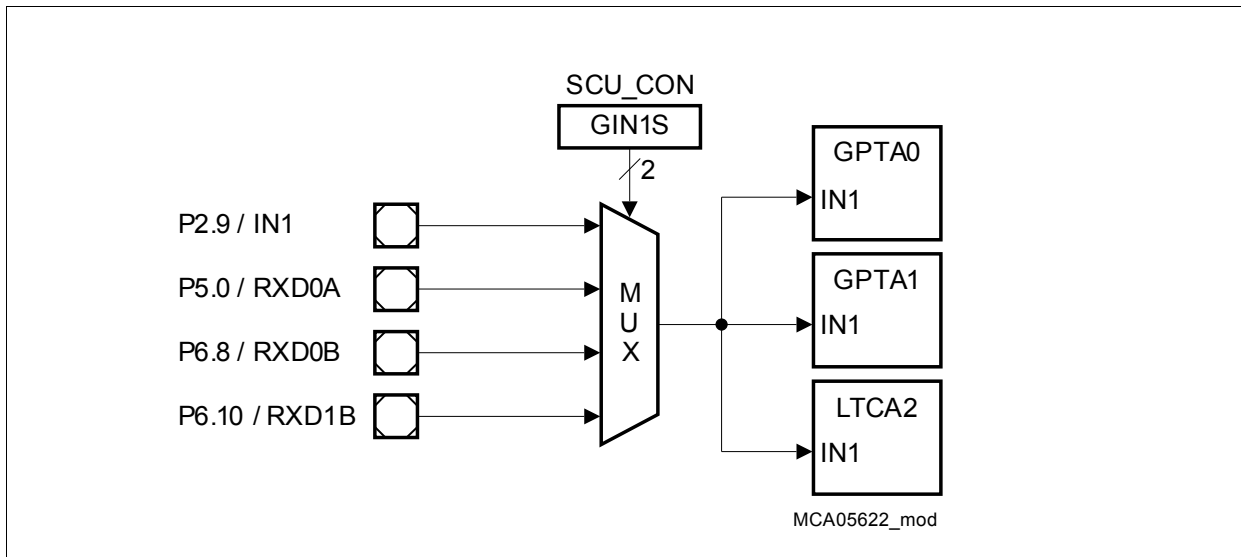 SCU_CON
GIN1S
2
P2.9 / IN1
P5.0 / RXD0A
P6.8 / RXD0B
P6.10 / RXD1B
M
U
X
GPTA0
IN1
GPTA1
IN1
LTCA2
IN1
MCA05622_mod